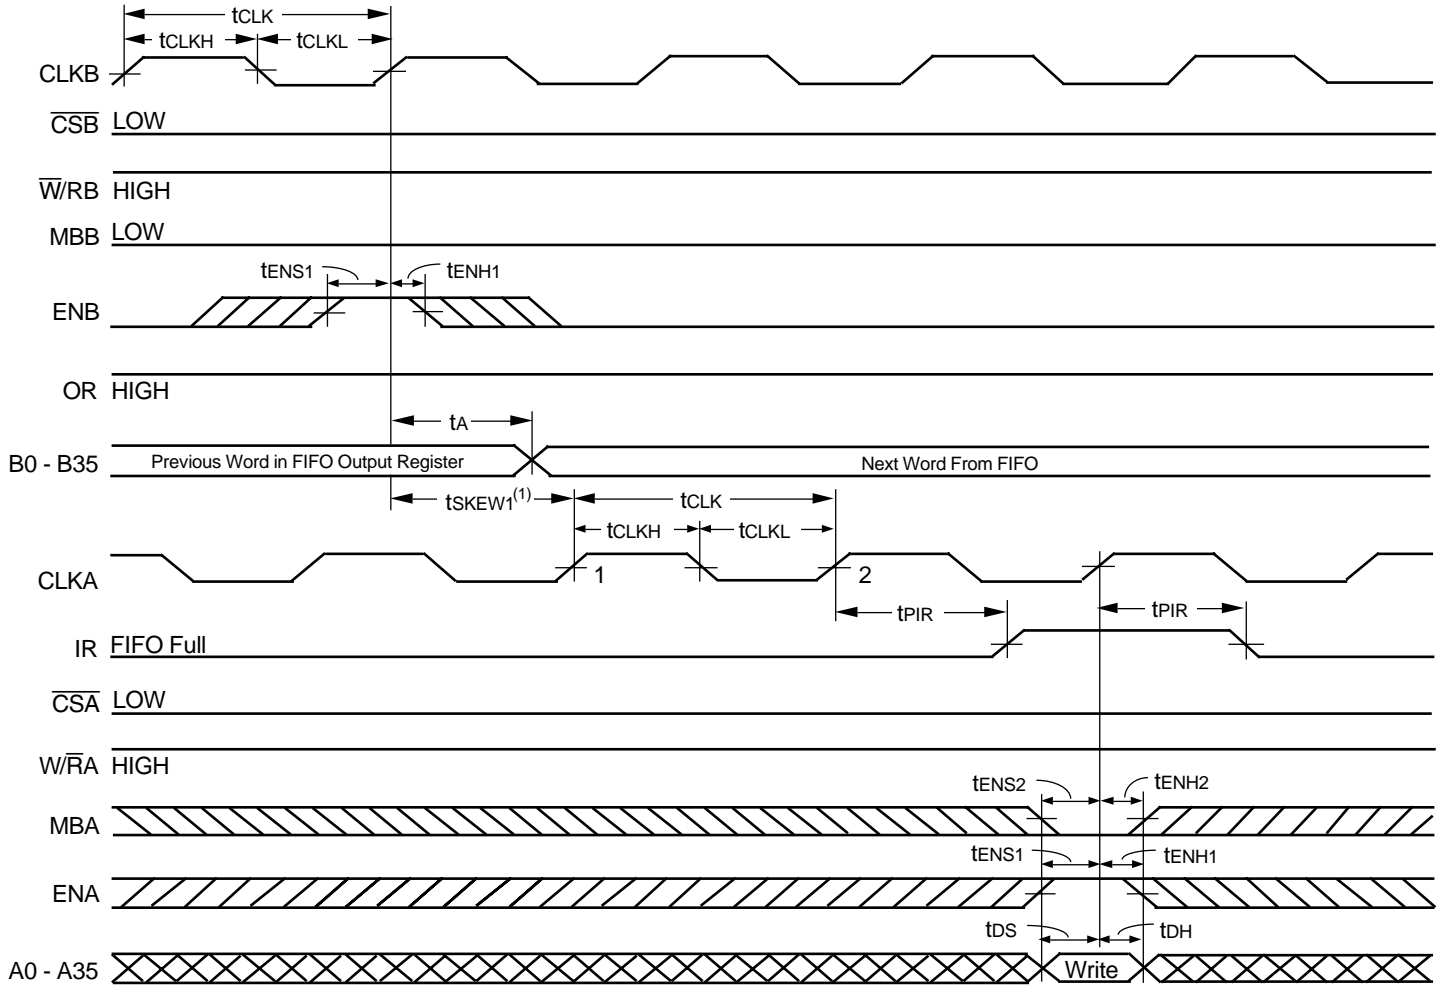 tCLK
tCLKH tCLKL
CLKB
CSB LOW
W/RB HIGH
MBB LOW
tENS1 tENH1
ENB
OR HIGH
tA
B0 - B35 Previous Word in FIFO Output Register Next Word From FIFO
tSKEW1(1) tCLK
tCLKH tCLKL
CLKA 1 2
tPIR tPIR
IR FIFO Full
CSA LOW
W/RA HIGH
tENS2 tENH2
MBA
tENS1 tENH1
ENA
tDS tDH
A0 - A35 Write